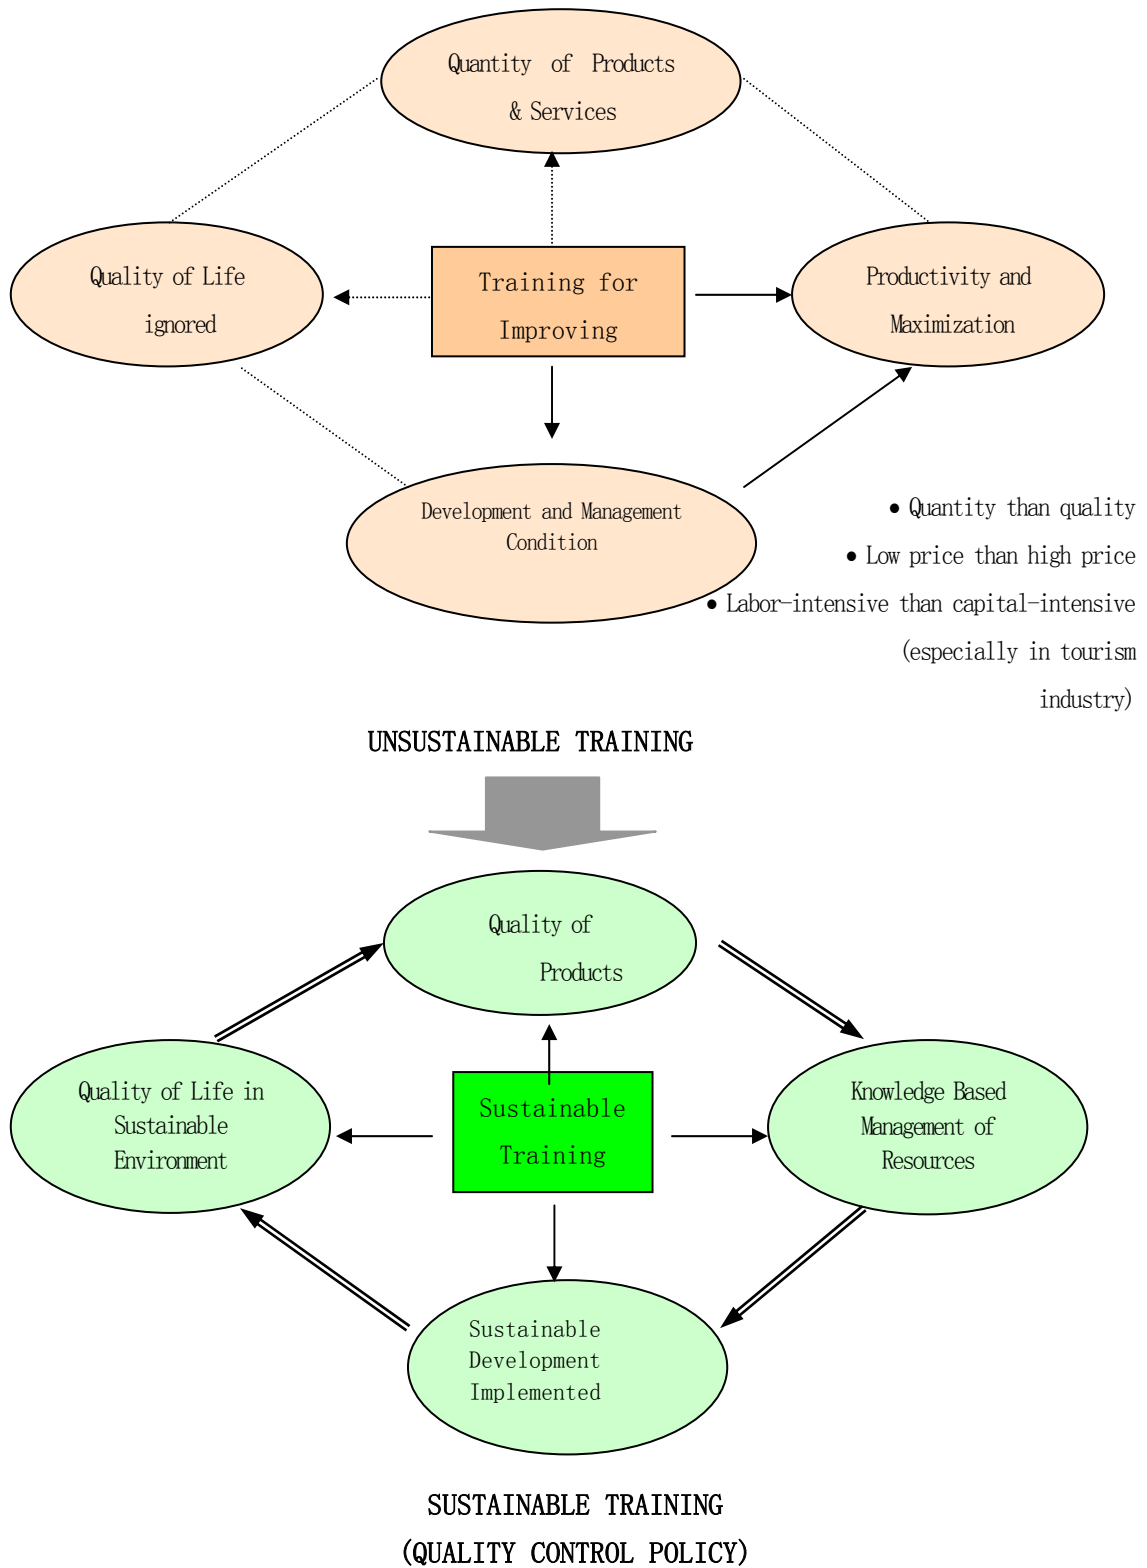 Quantity of Products
& Services
Quality of Life
ignored
Training for
Improving
Productivity and
Maximization
Development and Management
Condition
● Quantity than quality
● Low price than high price
● Labor-intensive than capital-intensive
(especially in tourism
industry)
UNSUSTAINABLE TRAINING
Quality of
Products
Quality of Life in
Sustainable
Environment
Sustainable
Training
Knowledge Based
Management of
Resources
Sustainable
Development
Implemented
SUSTAINABLE TRAINING
(QUALITY CONTROL POLICY)